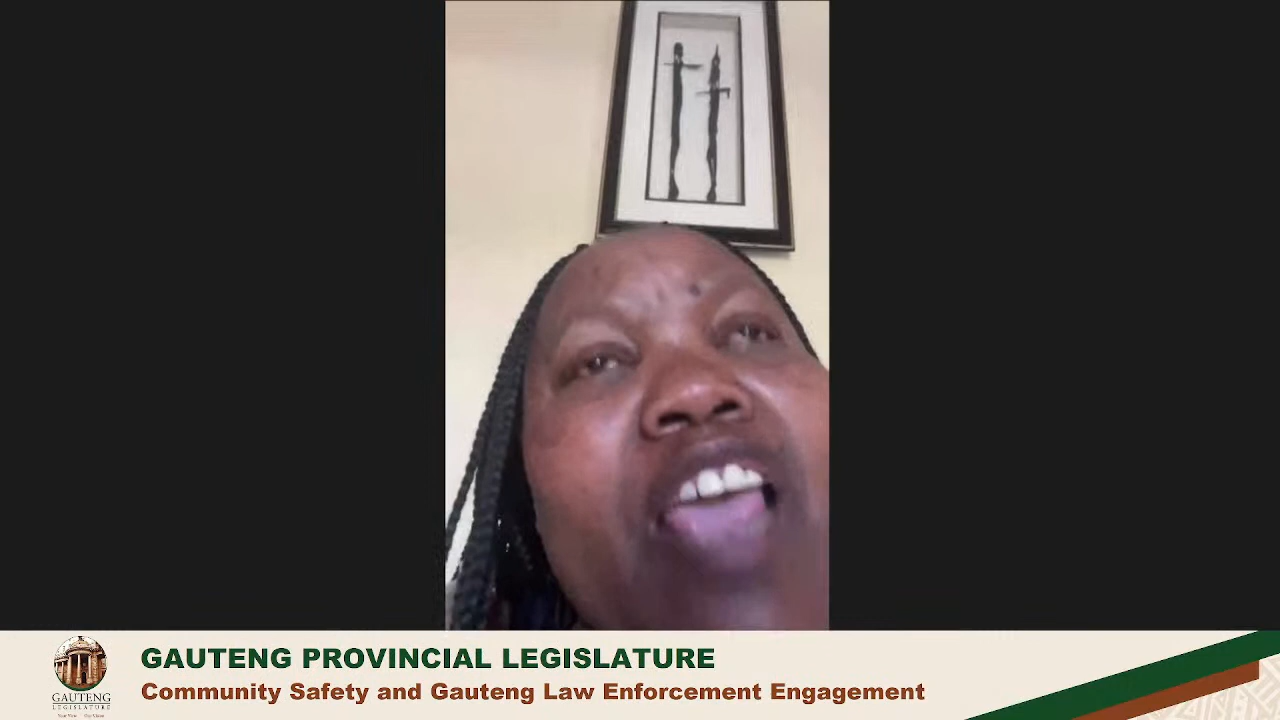 GAUTENG PROVINCIAL LEGISLATURE
Community Safety and Gauteng Law Enforcement Engagement
GAUTENG
LEGISLATURE